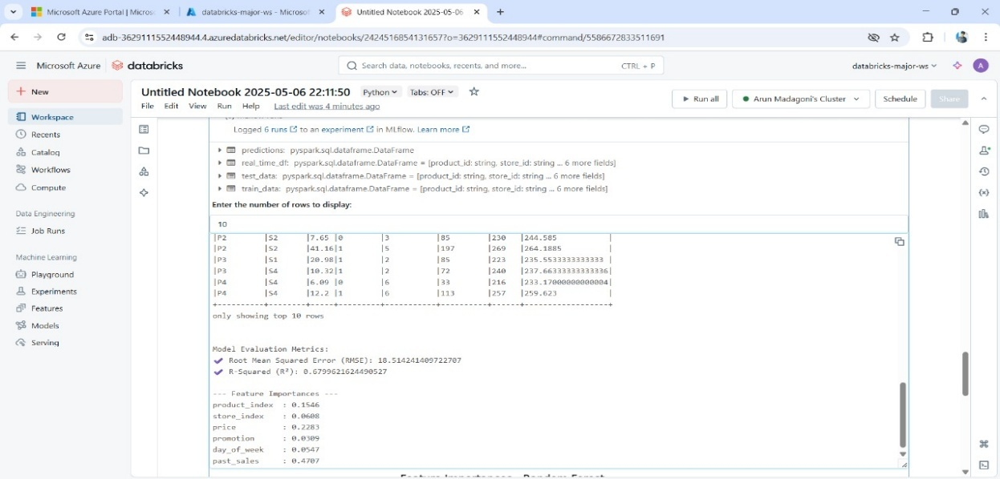 Microsoft Azure Portal | Micros
databricks-major-ws - Microsof
Untitled Notebook 2025-05-06
adb-3629111552448944.4.azuredatabricks.net/editor/notebooks/2424516854131657?o=3629111552448944#command/5586672833511691
Microsoft Azure
databricks
Search data, notebooks, recents, and more...
CTRL + P
databricks-major-ws
A
New
Untitled Notebook 2025-05-06 22:11:50
Python
Tabs: OFF
File Edit View Run Help Last edit was 4 minutes ago
Run all
Arun Madagoni's Cluster
Schedule
Share
Workspace
Recents
Catalog
Workflows
Compute
Data Engineering
Job Runs
Machine Learning
Playground
Experiments
Features
Models
Serving
Logged 6 runs to an experiment in MLflow. Learn more
predictions: pyspark.sql.dataframe.DataFrame
real_time_df: pyspark.sql.dataframe.DataFrame = [product_id: string, store_id: string ... 6 more fields]
test_data: pyspark.sql.dataframe.DataFrame = [product_id: string, store_id: string ... 6 more fields]
train_data: pyspark.sql.dataframe.DataFrame = [product_id: string, store_id: string ... 6 more fields]
Enter the number of rows to display:
10
|P2 |S2 |7.65 |0 |3 |85 |230 |244.585 |
|P2 |S2 |41.16|1 |5 |197 |269 |264.1885 |
|P3 |S1 |20.98|1 |2 |85 |223 |235.5533333333333 |
|P3 |S4 |10.32|1 |2 |72 |240 |237.66333333333336|
|P4 |S4 |6.09 |0 |6 |33 |216 |233.17000000000004|
|P4 |S4 |12.2 |1 |6 |113 |257 |259.623 |
+----------+--------+-----+---------+-----------+----------+-----+------------------+
only showing top 10 rows
Model Evaluation Metrics:
✔ Root Mean Squared Error (RMSE): 18.514241409722707
✔ R-Squared (R²): 0.6799621624490527
--- Feature Importances ---
product_index : 0.1546
store_index : 0.0608
price : 0.2283
promotion : 0.0309
day_of_week : 0.0547
past_sales : 0.4707